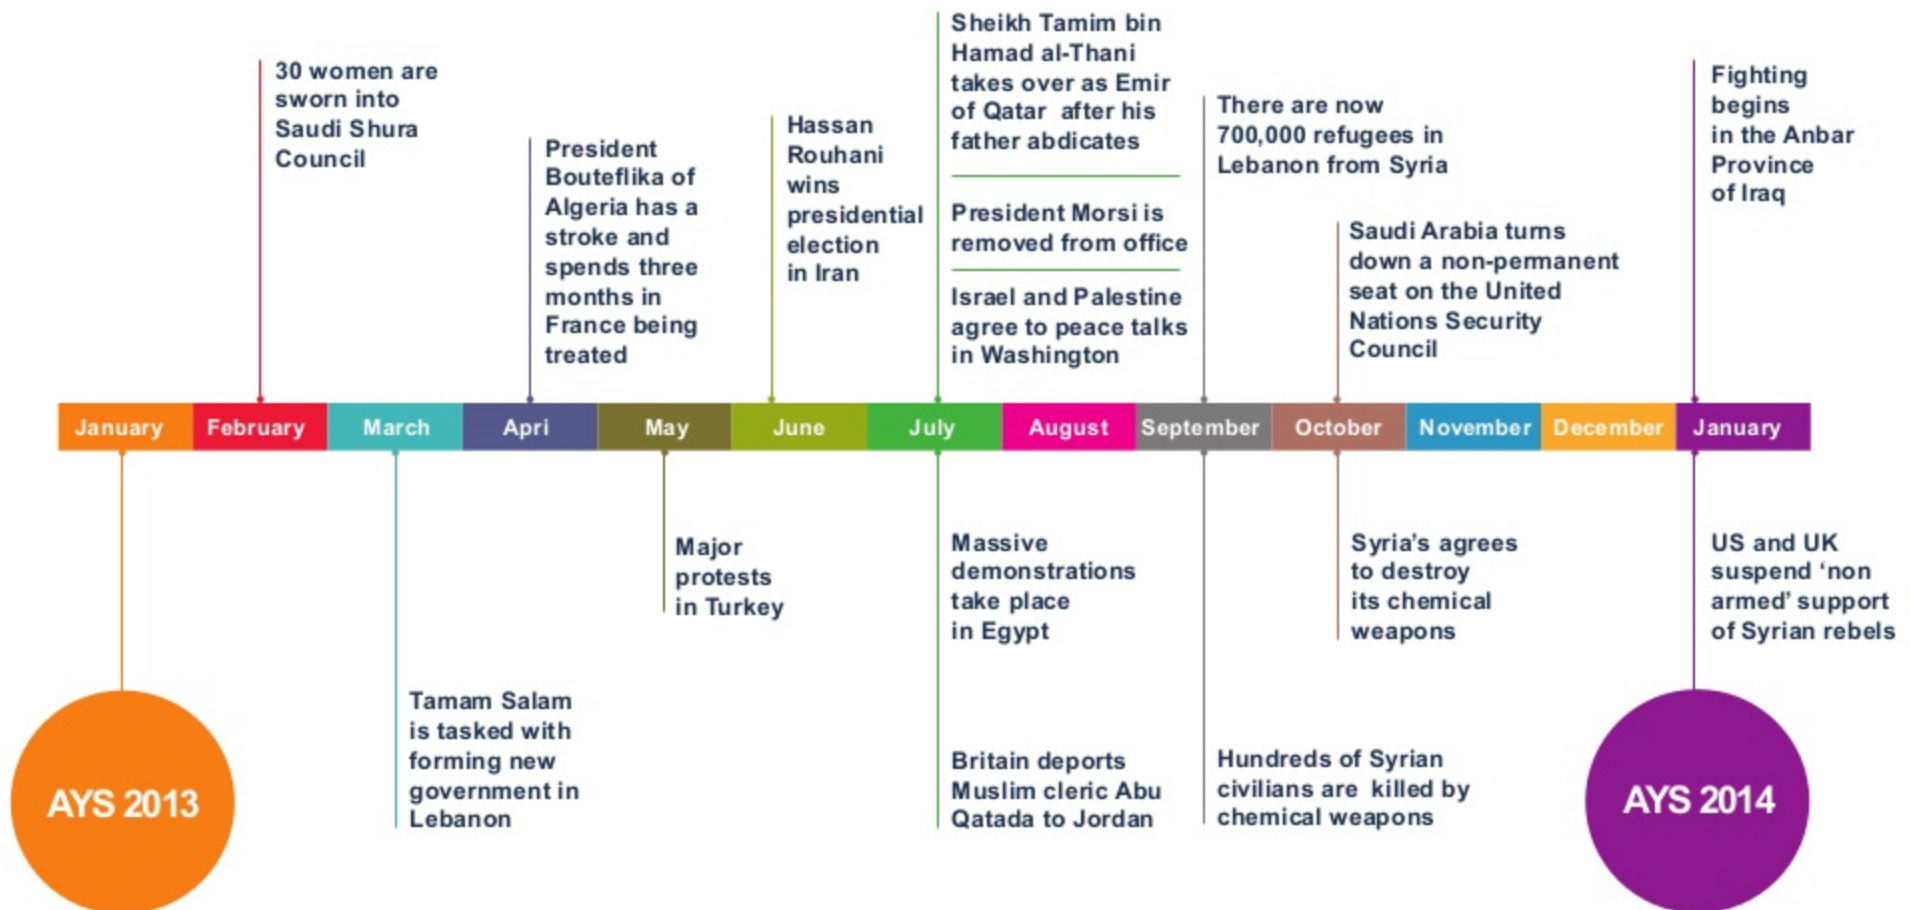 30 women are
sworn into
Saudi Shura
Council
President
Bouteflika of
Algeria has a
stroke and
spends three
months in
France being
treated
Hassan
Rouhani
wins
presidential
election
in Iran
Sheikh Tamim bin
Hamad al-Thani
takes over as Emir
of Qatar after his
father abdicates
President Morsi is
removed from office
Israel and Palestine
agree to peace talks
in Washington
There are now
700,000 refugees in
Lebanon from Syria
Saudi Arabia turns
down a non-permanent
seat on the United
Nations Security
Council
Fighting
begins
in the Anbar
Province
of Iraq
January February March Apri May June July August September October November December January
AYS 2013
Tamam Salam
is tasked with
forming new
government in
Lebanon
Major
protests
in Turkey
Massive
demonstrations
take place
in Egypt
Britain deports
Muslim cleric Abu
Qatada to Jordan
Hundreds of Syrian
civilians are killed by
chemical weapons
Syria’s agrees
to destroy
its chemical
weapons
US and UK
suspend ‘non
armed’ support
of Syrian rebels
AYS 2014